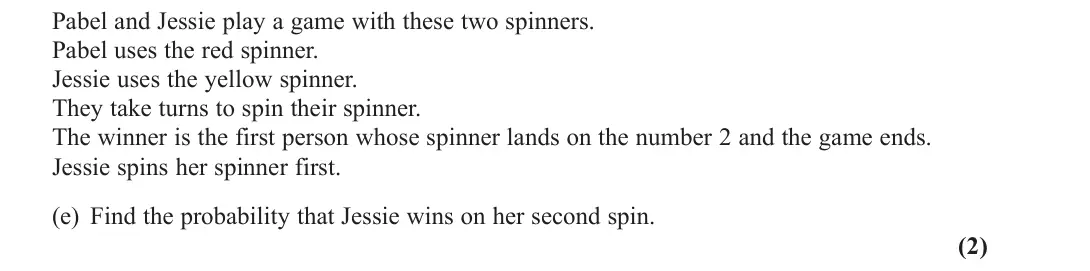 Pabel and Jessie play a game with these two spinners.
Pabel uses the red spinner.
Jessie uses the yellow spinner.
They take turns to spin their spinner.
The winner is the first person whose spinner lands on the number 2 and the game ends.
Jessie spins her spinner first.
(e) Find the probability that Jessie wins on her second spin.
(2)